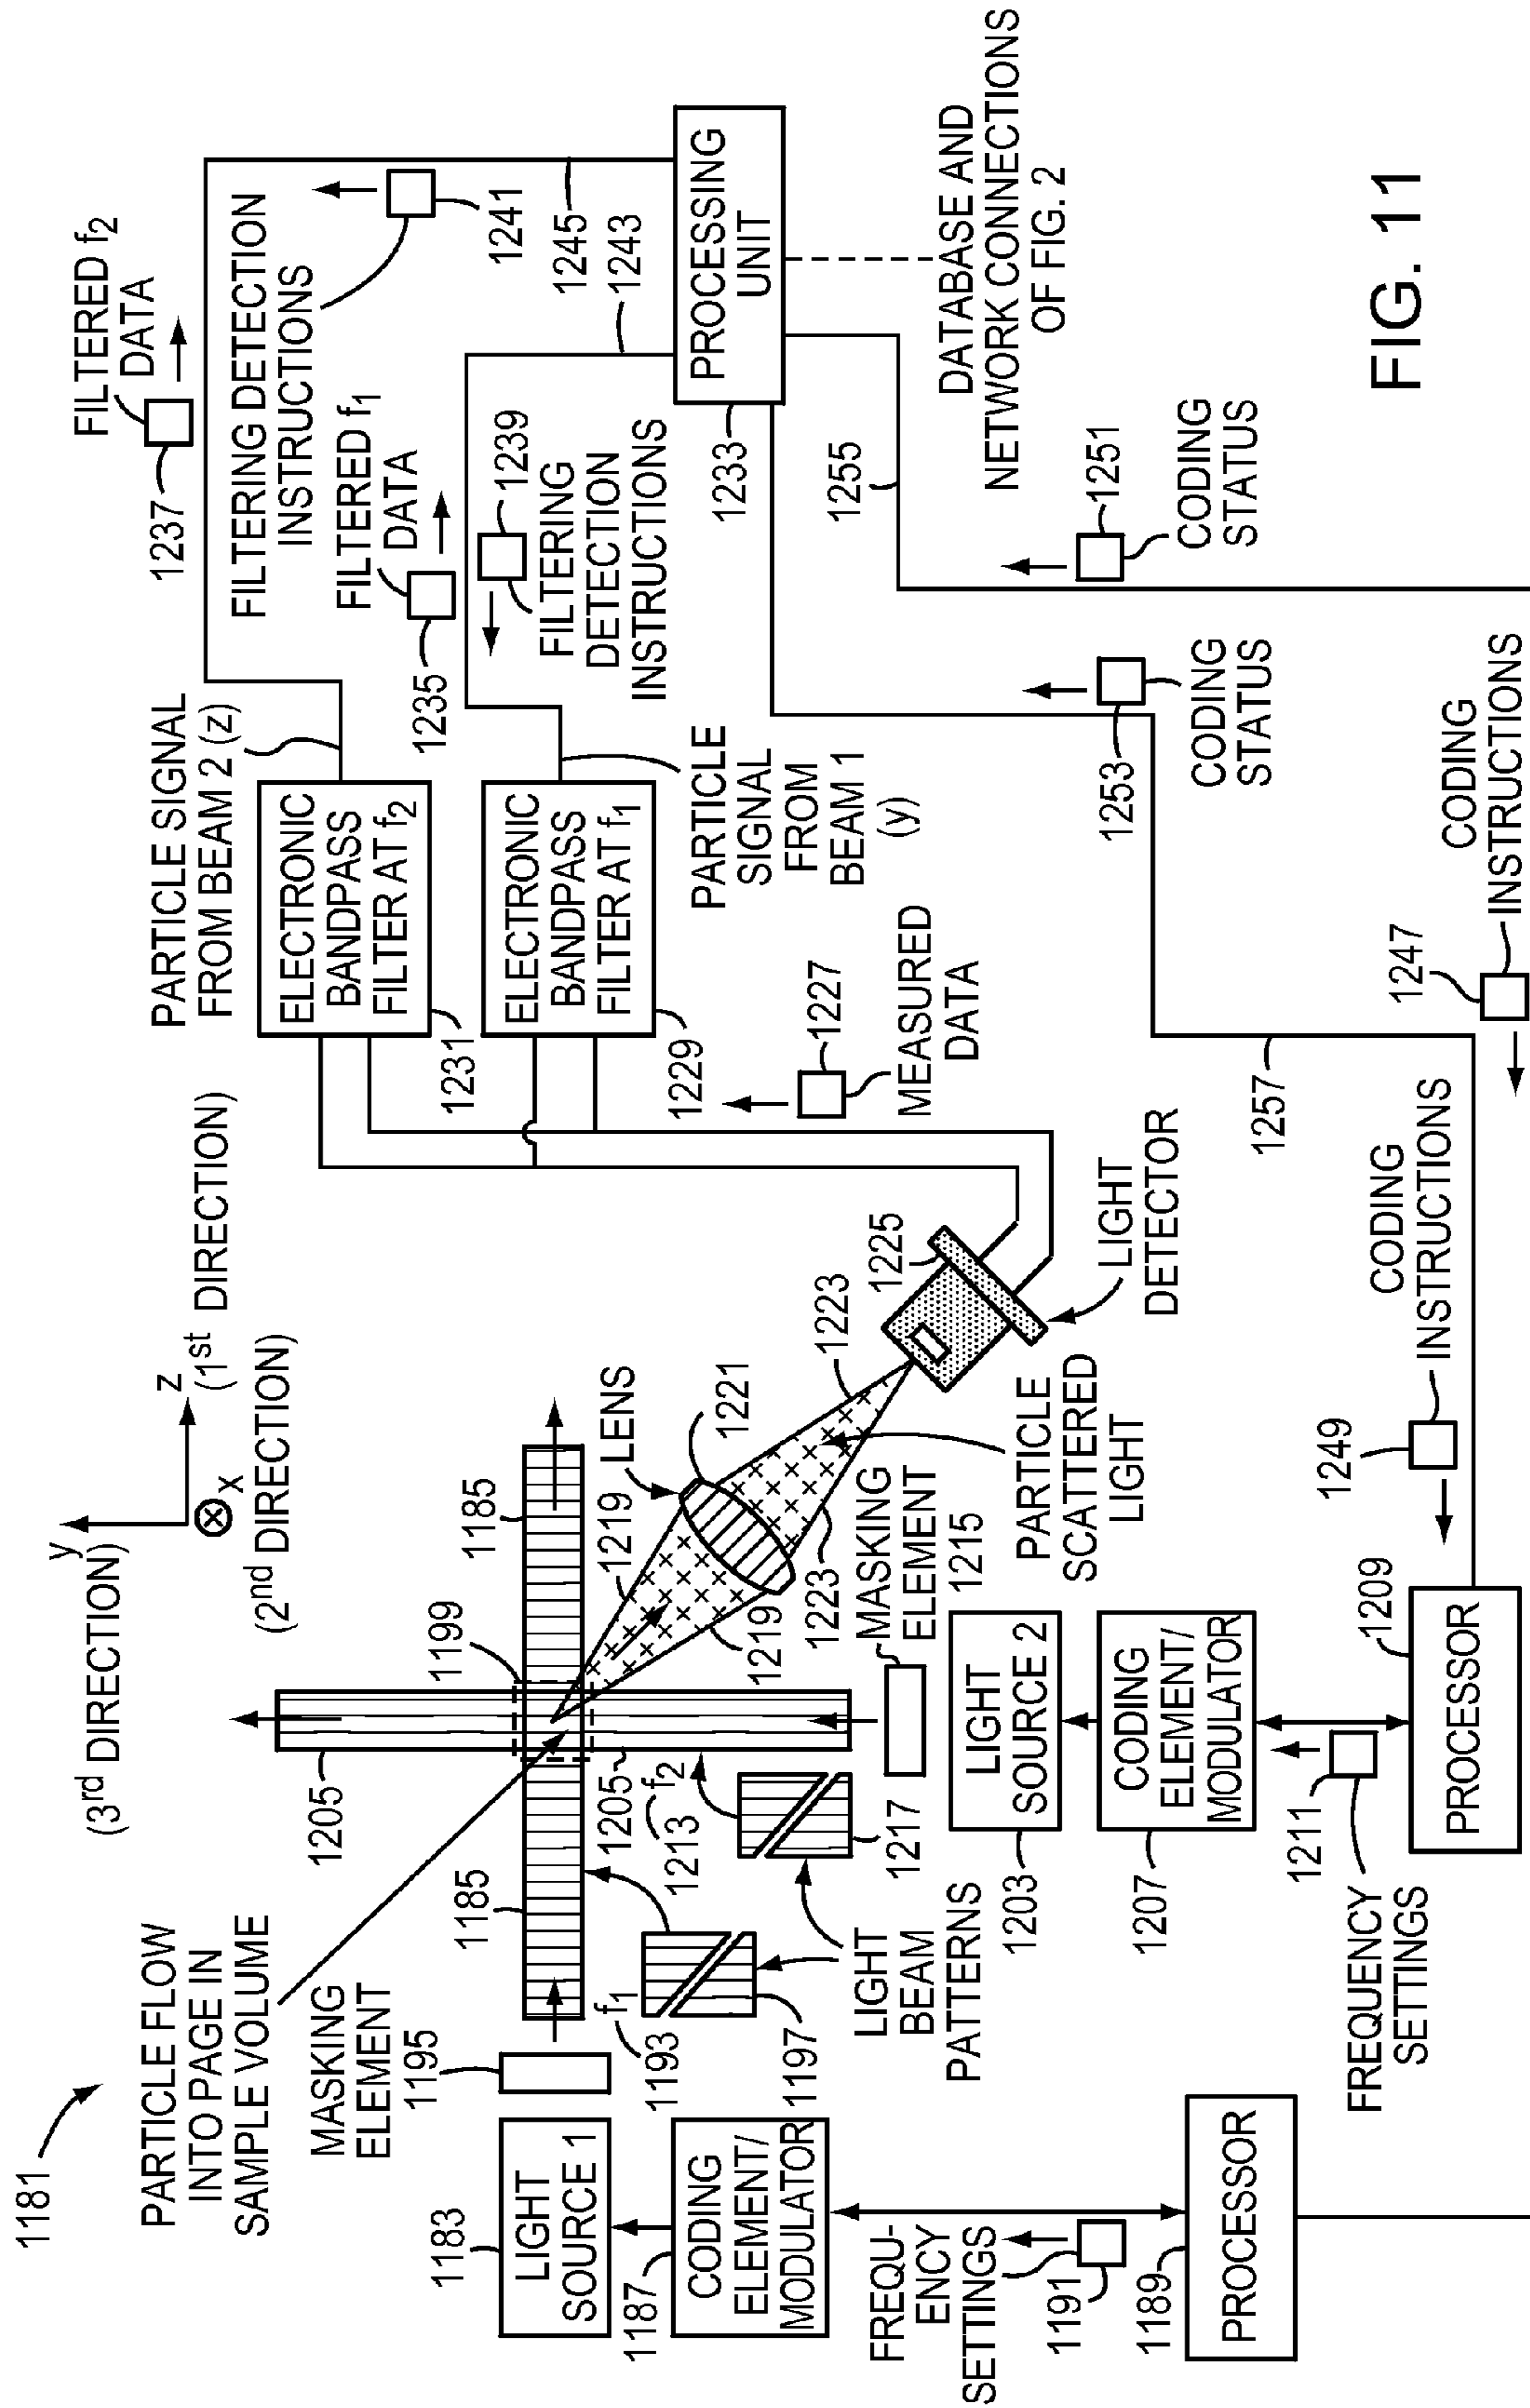 1181
PARTICLE FLOW
INTO PAGE IN
SAMPLE VOLUME
y
(3rd DIRECTION)
z
(1st DIRECTION)
x
(2nd DIRECTION)
MASKING
ELEMENT
1195
1183
LIGHT
SOURCE 1
1187
CODING
ELEMENT/
MODULATOR
FREQU-
ENCY
SETTINGS
1191
1189
PROCESSOR
1185
f1
1193
1197
LIGHT
BEAM
PATTERNS
1205
1199
1185
1205
f2
1213
1217
MASKING
ELEMENT
1215
1203
LIGHT
SOURCE 2
1207
CODING
ELEMENT/
MODULATOR
1211
FREQUENCY
SETTINGS
1209
PROCESSOR
LENS
1219
1221
1219
1223
1223
1225
PARTICLE
SCATTERED
LIGHT
LIGHT
DETECTOR
1227
MEASURED
DATA
PARTICLE SIGNAL
FROM BEAM 2 (z)
ELECTRONIC
BANDPASS
FILTER AT f2
1231
ELECTRONIC
BANDPASS
FILTER AT f1
1229
PARTICLE
SIGNAL
FROM
BEAM 1
(y)
FILTERED f2
DATA
1237
FILTERING DETECTION
INSTRUCTIONS
1241
FILTERED f1
DATA
1235
1239
FILTERING
DETECTION
INSTRUCTIONS
1245
1243
PROCESSING
UNIT
1233
DATABASE AND
NETWORK CONNECTIONS
OF FIG. 2
1255
1251
CODING
STATUS
1253
CODING
STATUS
1257
1249
CODING
INSTRUCTIONS
1247
CODING
INSTRUCTIONS
FIG. 11